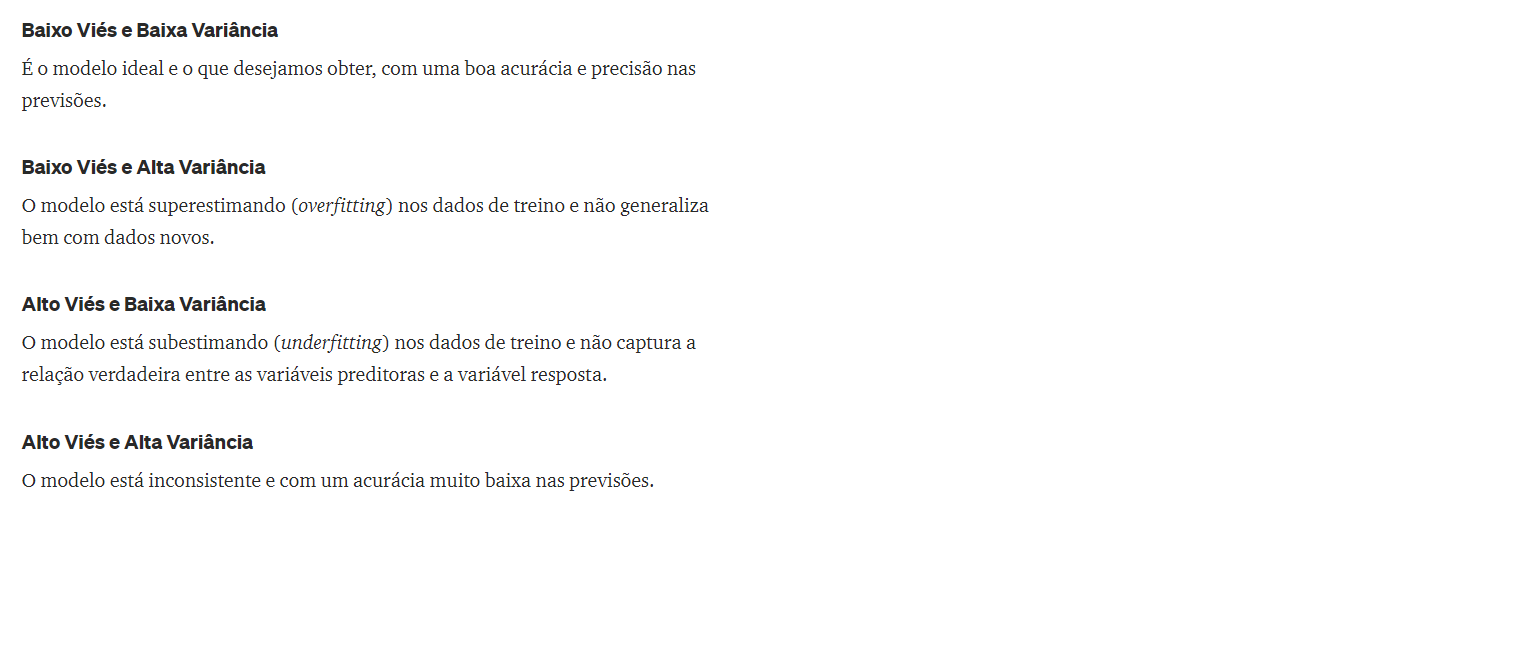 Baixo Viés e Baixa Variância
É o modelo ideal e o que desejamos obter, com uma boa acurácia e precisão nas
previsões.
Baixo Viés e Alta Variância
O modelo está superestimando (overfitting) nos dados de treino e não generaliza
bem com dados novos.
Alto Viés e Baixa Variância
O modelo está subestimando (underfitting) nos dados de treino e não captura a
relação verdadeira entre as variáveis preditoras e a variável resposta.
Alto Viés e Alta Variância
O modelo está inconsistente e com um acurácia muito baixa nas previsões.